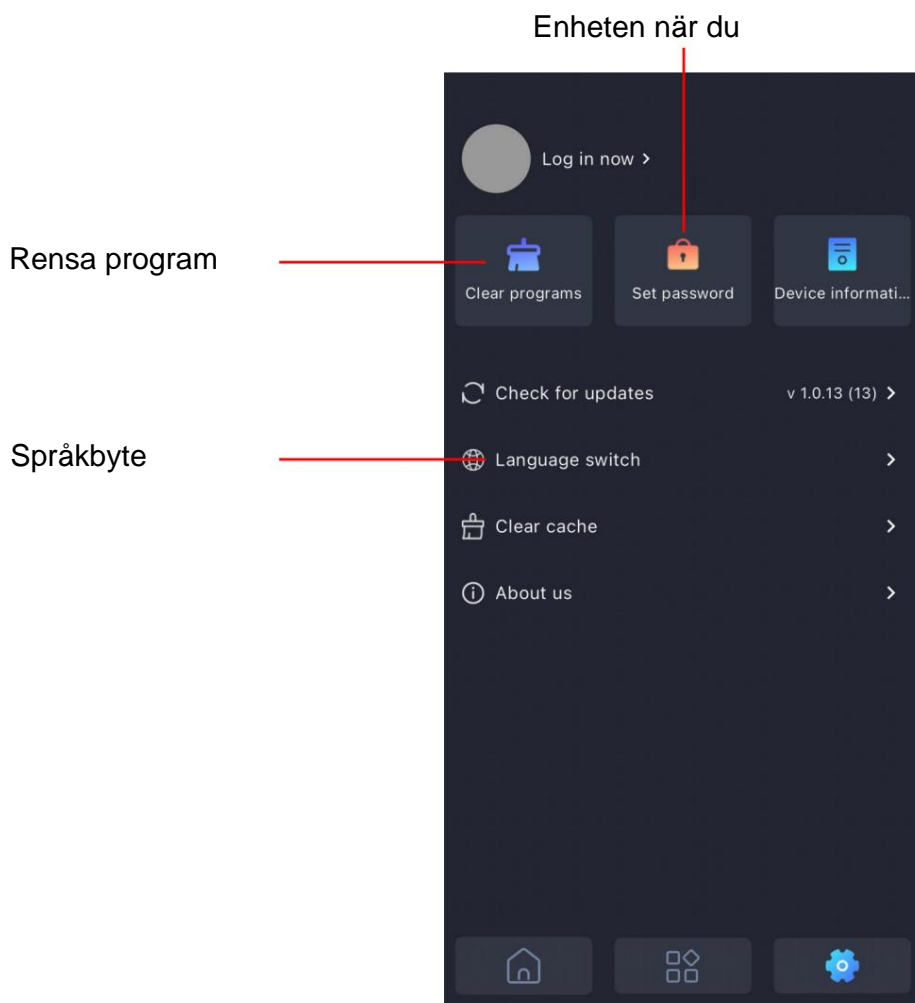 Enheten när du
Log in now >
Rensa program
Clear programs
Set password
Device informati...
Check for updates
v 1.0.13 (13) >
Språkbyte
Language switch >
Clear cache >
About us >